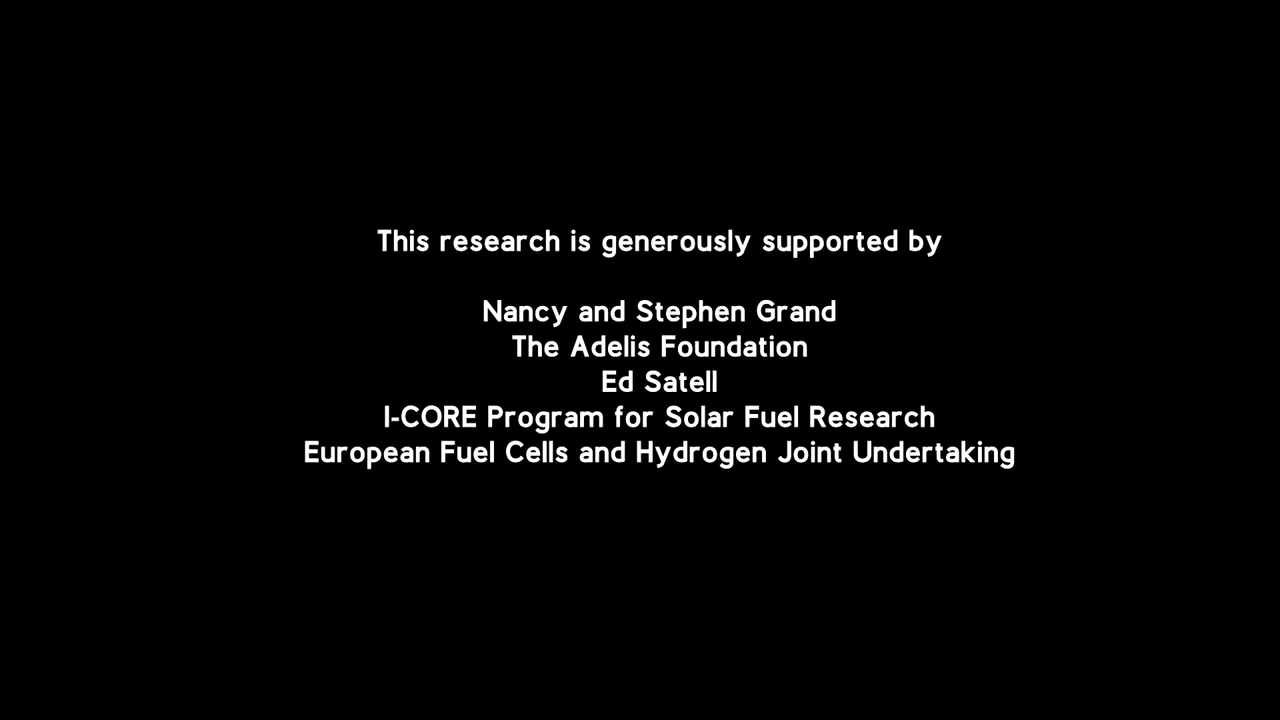 This research is generously supported by
Nancy and Stephen Grand
The Adelis Foundation
Ed Satell
I-CORE Program for Solar Fuel Research
European Fuel Cells and Hydrogen Joint Undertaking